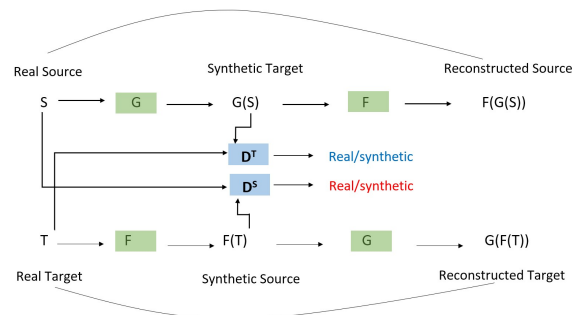 Real Source
Synthetic Target
Reconstructed Source
S
G
G(S)
F
F(G(S))
Dᵀ
Real/synthetic
Dˢ
Real/synthetic
T
F
F(T)
G
G(F(T))
Real Target
Synthetic Source
Reconstructed Target